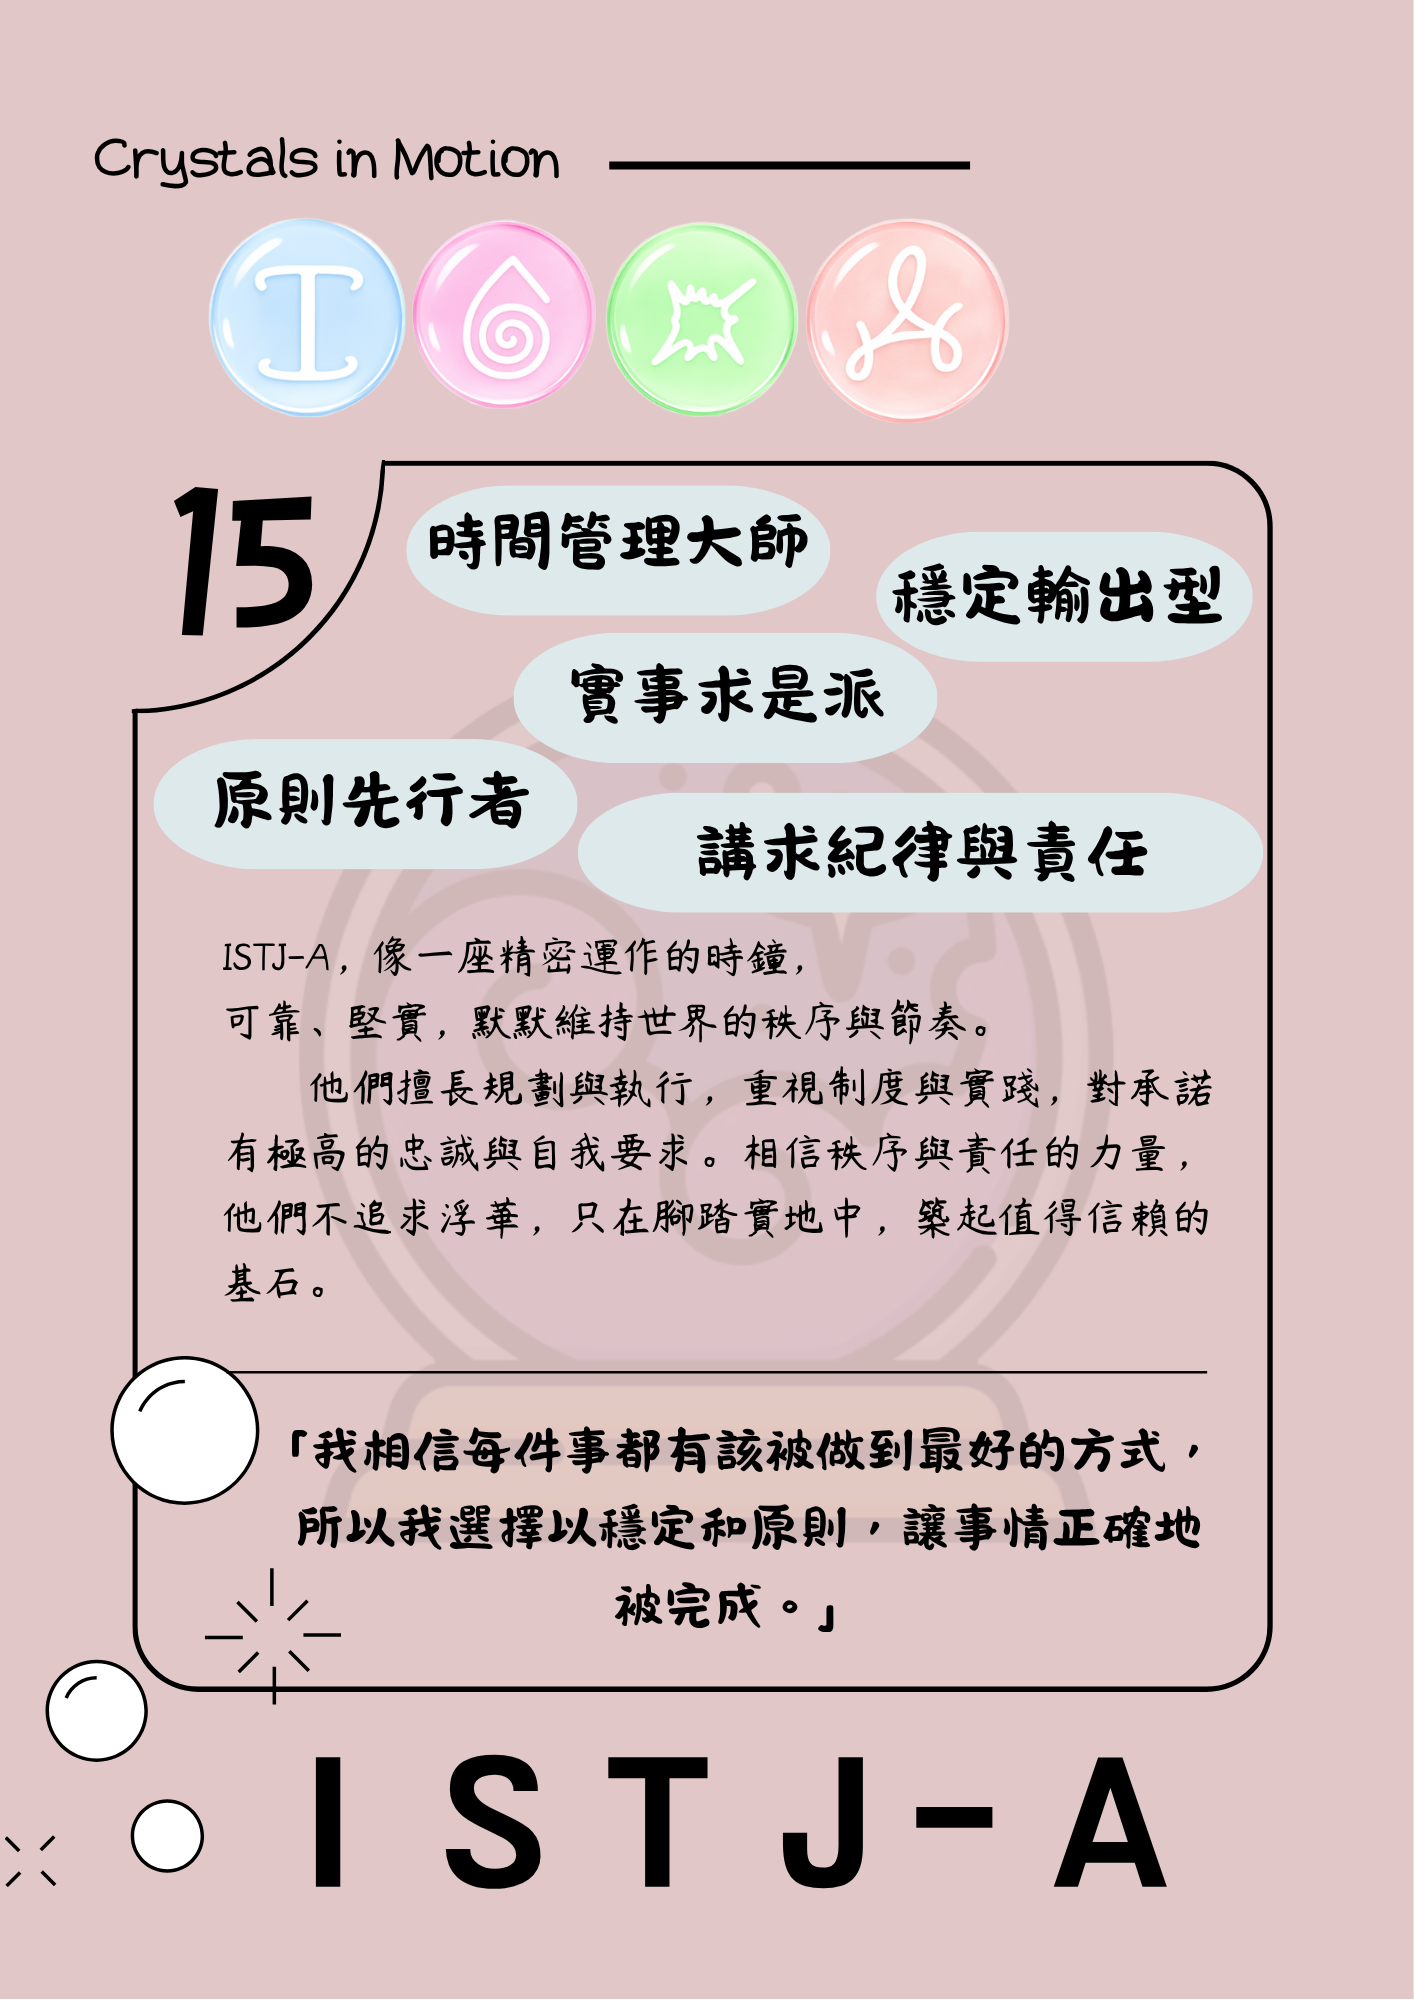 Crystals in Motion
15
時間管理大師
穩定輸出型
實事求是派
原則先行者
講求紀律與責任
ISTJ-A，像一座精密運作的時鐘，
可靠、堅實，默默維持世界的秩序與節奏。
他們擅長規劃與執行，重視制度與實踐，對承諾
有極高的忠誠與自我要求。相信秩序與責任的力量，
他們不追求浮華，只在腳踏實地中，築起值得信賴的
基石。
「我相信每件事都有該被做到最好的方式，
所以我選擇以穩定和原則，讓事情正確地
被完成。」
ISTJ-A